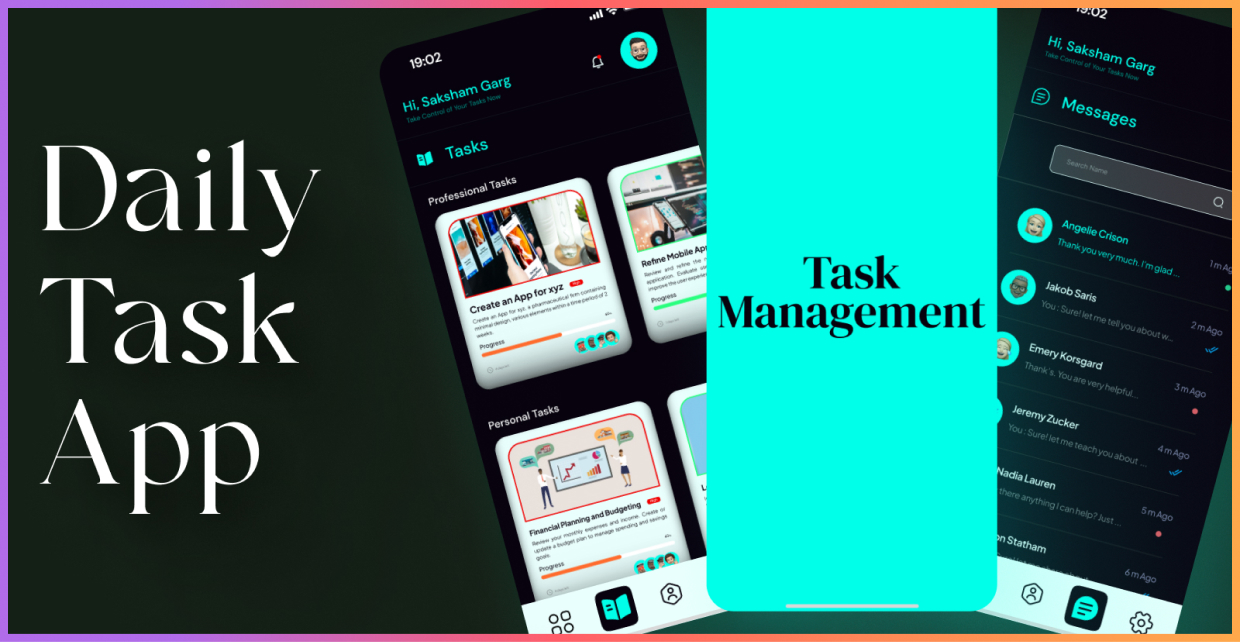 Daily
Task
App
19:02
Hi, Saksham Garg
Take Control of Your Tasks Now
Tasks
Professional Tasks
Create an App for xyz
Create an App for xyz, a pharmaceutical firm containing
minimal design, various elements within a time period of 2
weeks.
Progress
Refine Mobile App
Review and refine the
application. Evaluate
improve the user experien
Progress
Personal Tasks
Financial Planning and Budgeting
Review your monthly expenses and income. Create or
update a budget plan to manage spending and savings
goals.
Progress
Task
Management
19:02
Hi, Saksham Garg
Take Control of Your Tasks Now
Messages
Search Name
Angelie Crison
Thank you very much. I'm glad ...
1 m Ag
Jakob Saris
You : Sure! let me tell you about w...
2 m Ago
Emery Korsgard
Thank's. You are very helpful...
3 m Ago
Jeremy Zucker
You : Sure! let me teach you about ...
4 m Ago
Nadia Lauren
there anything I can help? Just ...
5 m Ago
on Statham
6 m Ago